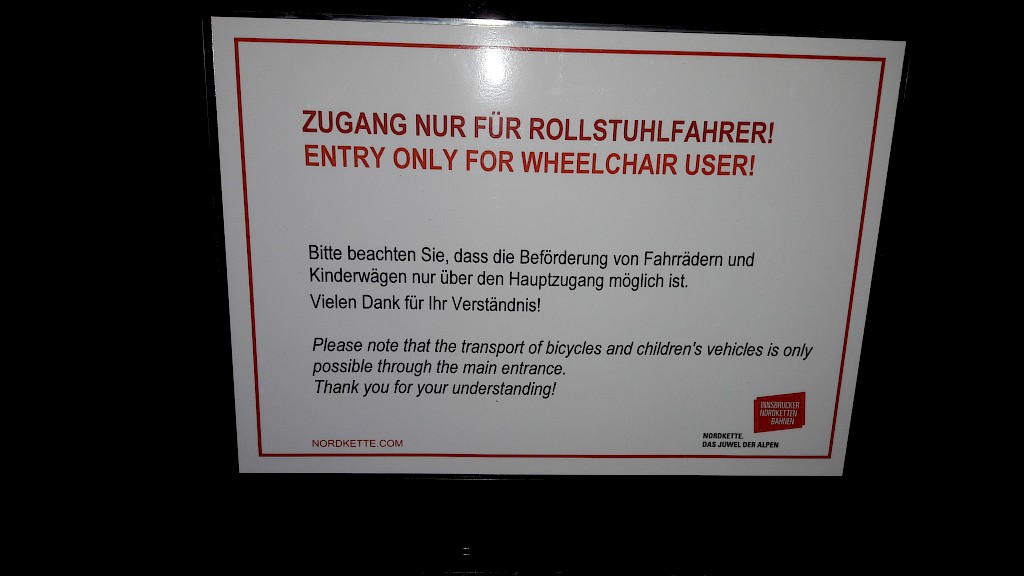 ZUGANG NUR FÜR ROLLSTUHLFAHRER!
ENTRY ONLY FOR WHEELCHAIR USER!
Bitte beachten Sie, dass die Beförderung von Fahrrädern und
Kinderwägen nur über den Hauptzugang möglich ist.
Vielen Dank für Ihr Verständnis!
Please note that the transport of bicycles and children's vehicles is only
possible through the main entrance.
Thank you for your understanding!
INNSBRUCKER
NORDKETTEN
BAHNEN
NORDKETTE.
DAS JUWEL DER ALPEN
NORDKETTE.COM